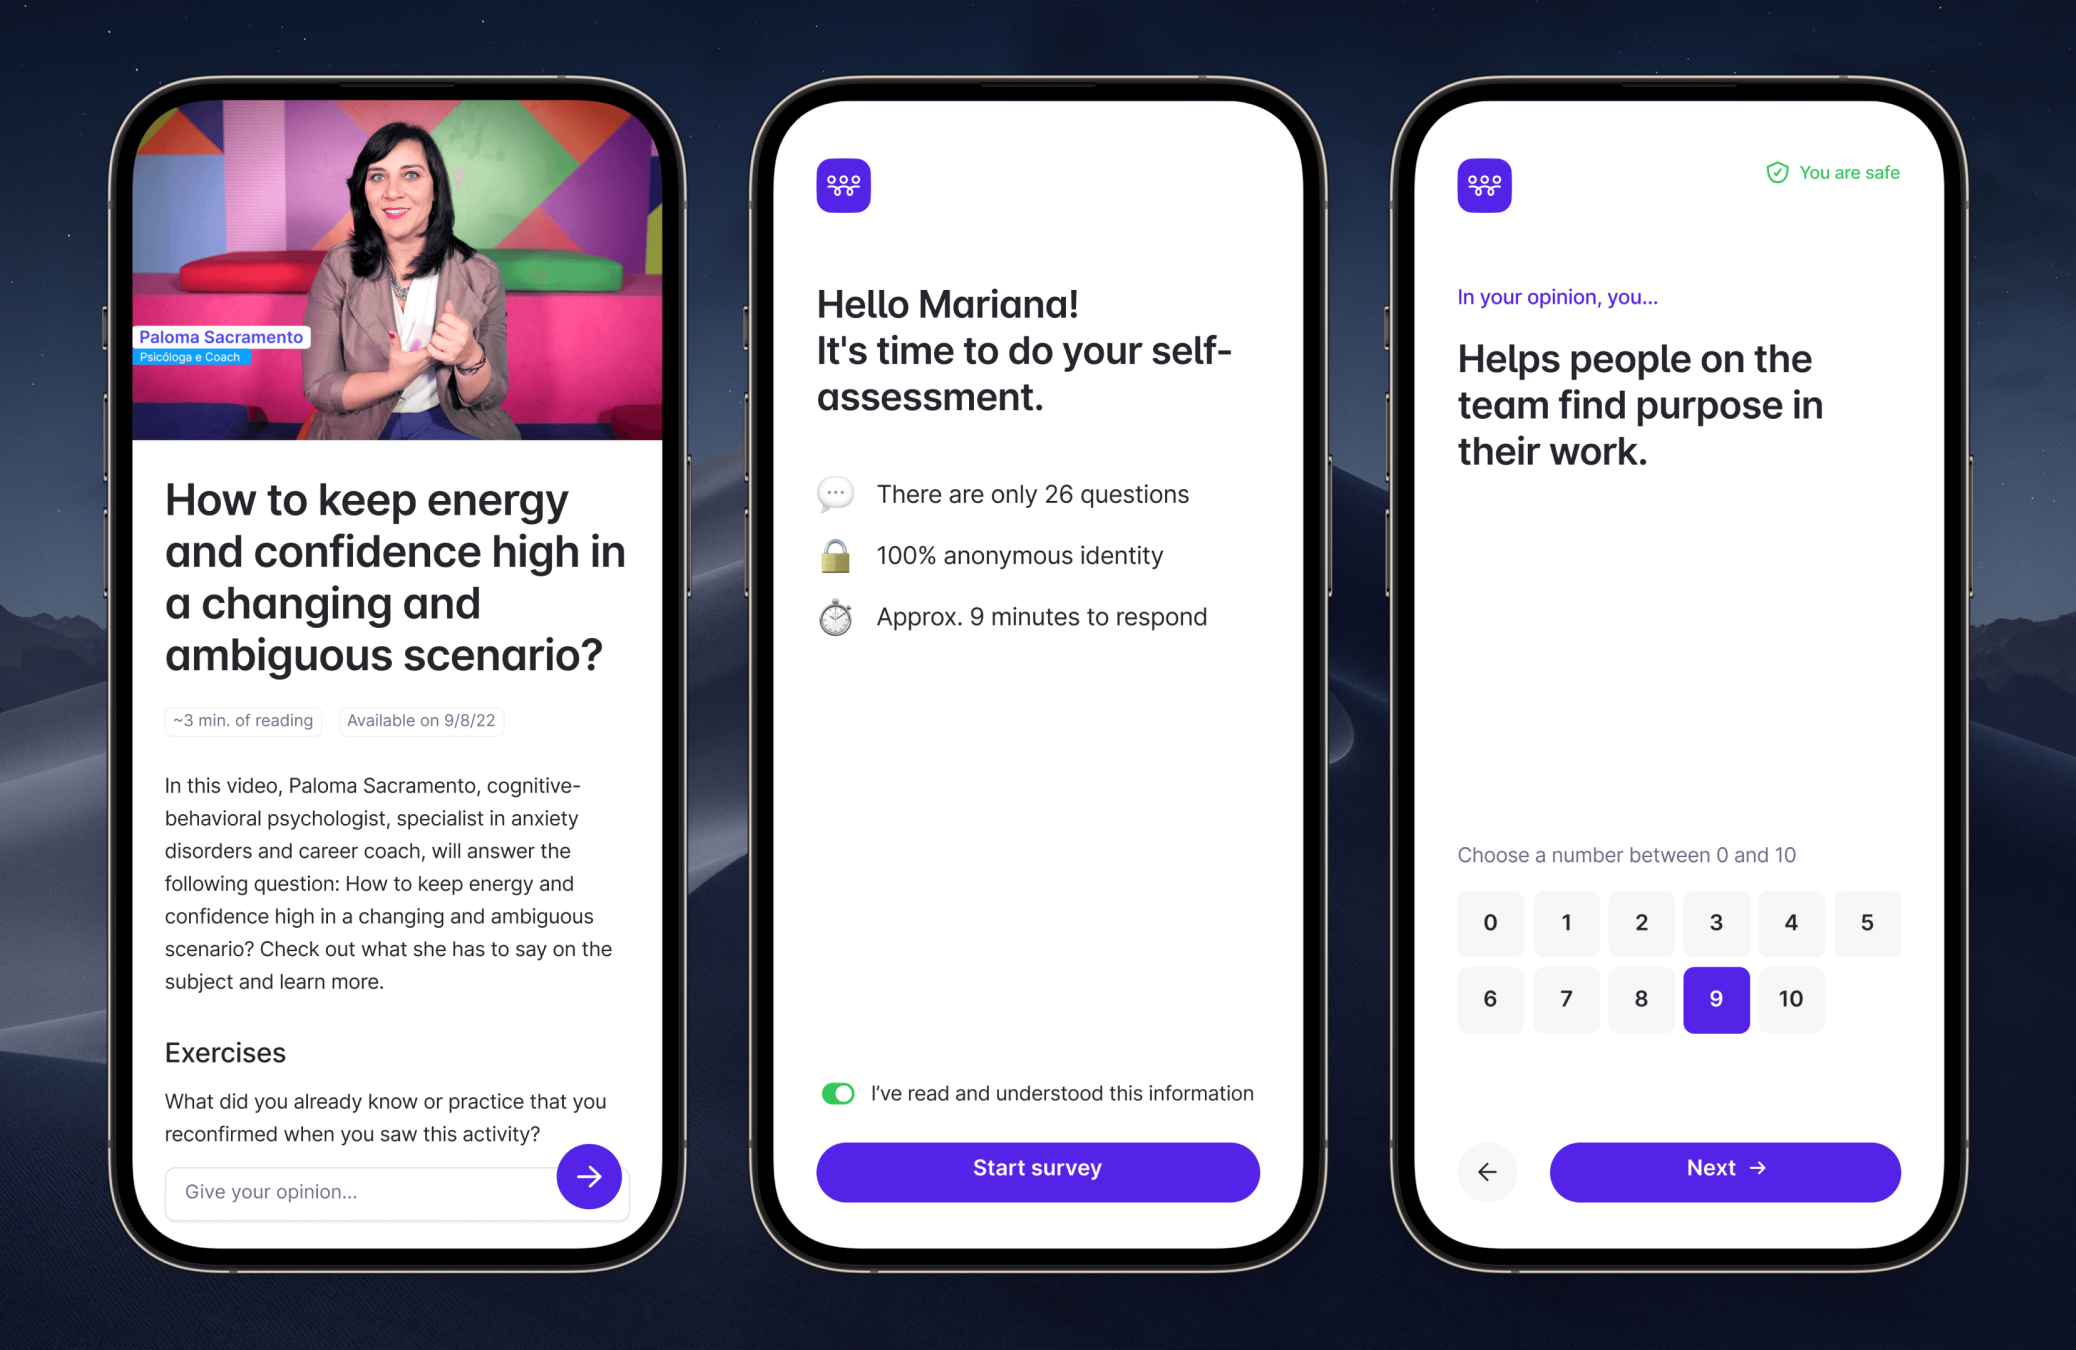 Paloma Sacramento
Psicóloga e Coach
How to keep energy
and confidence high in
a changing and
ambiguous scenario?
~3 min. of reading
Available on 9/8/22
In this video, Paloma Sacramento, cognitive-
behavioral psychologist, specialist in anxiety
disorders and career coach, will answer the
following question: How to keep energy and
confidence high in a changing and ambiguous
scenario? Check out what she has to say on the
subject and learn more.
Exercises
What did you already know or practice that you
reconfirmed when you saw this activity?
Give your opinion...
Hello Mariana!
It's time to do your self-
assessment.
There are only 26 questions
100% anonymous identity
Approx. 9 minutes to respond
I've read and understood this information
Start survey
You are safe
In your opinion, you...
Helps people on the
team find purpose in
their work.
Choose a number between 0 and 10
0 1 2 3 4 5
6 7 8 9 10
Next →